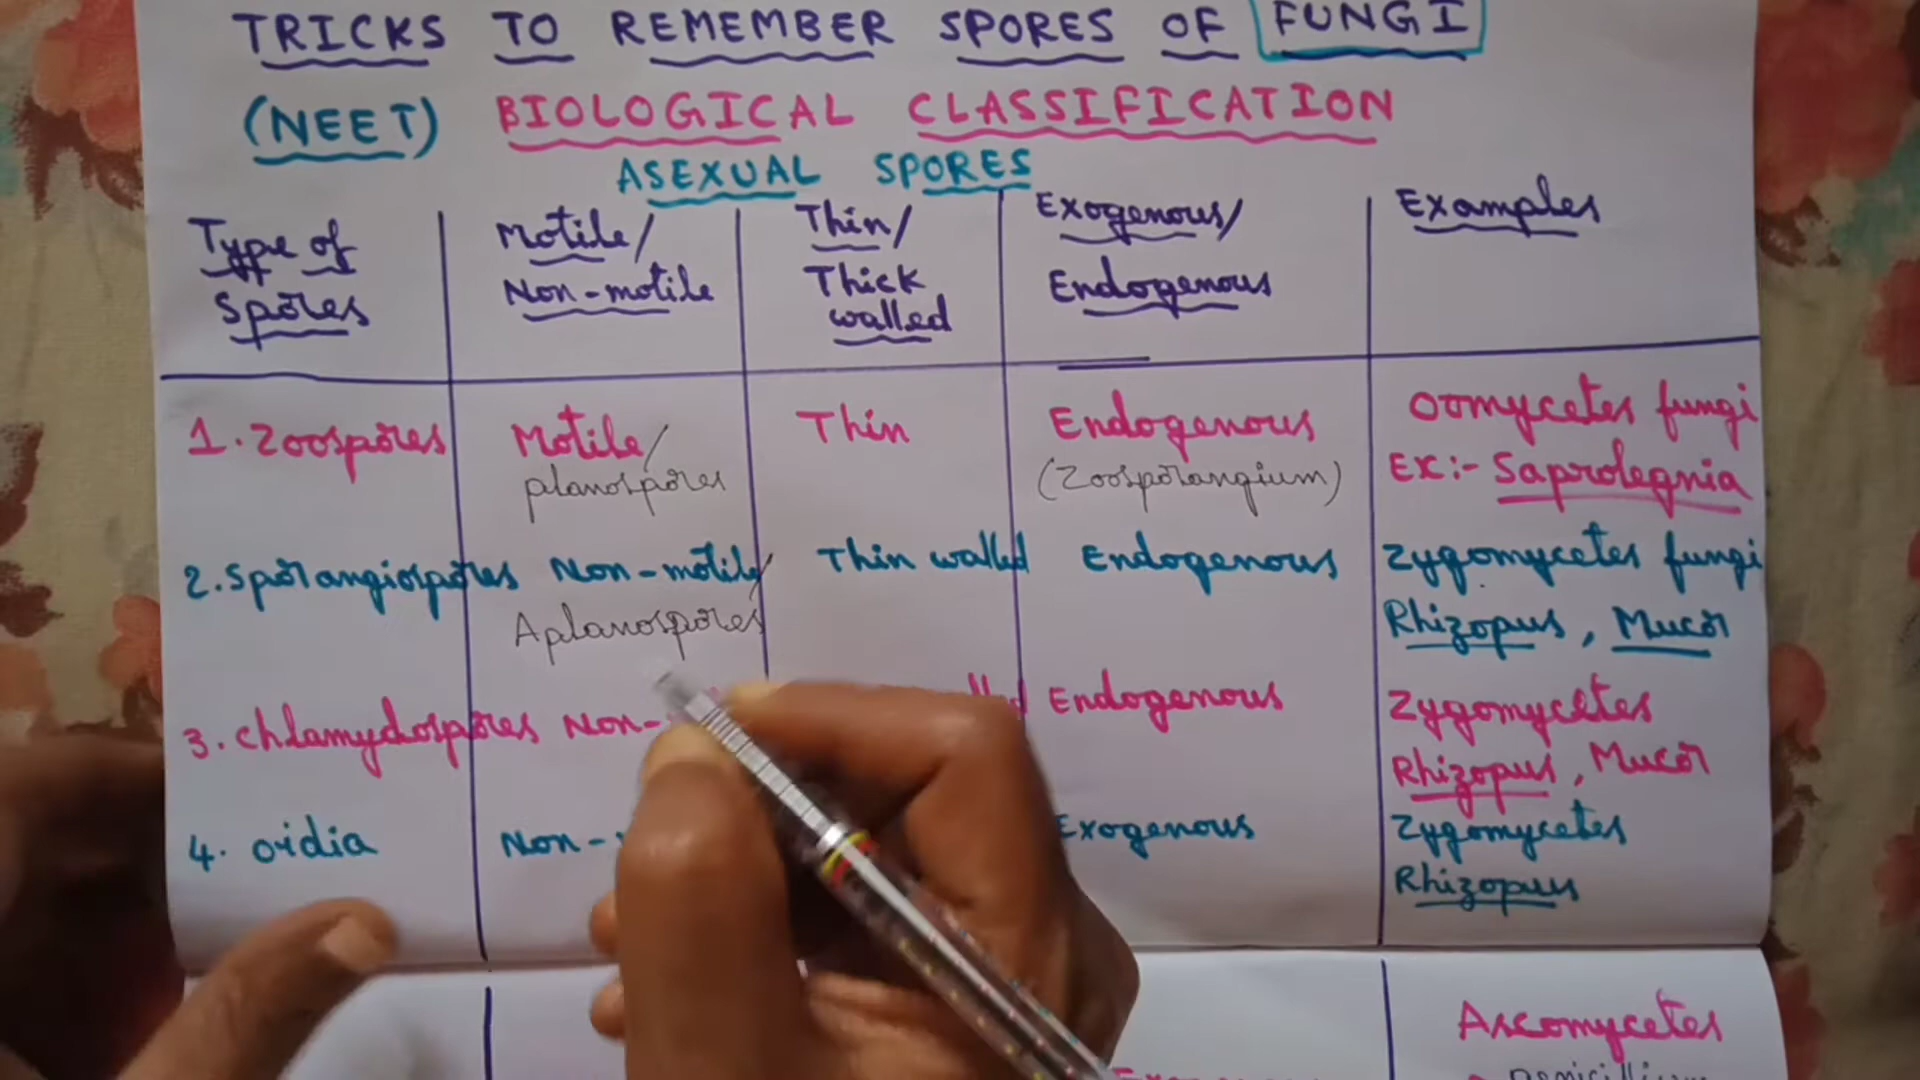 TRICKS TO REMEMBER SPORES OF FUNGI
(NEET) BIOLOGICAL CLASSIFICATION
ASEXUAL SPORES
Type of Spores
Motile/ Non-motile
Thin/ Thick walled
Exogenous/ Endogenous
Examples
1. Zoospores
Motile/ planospores
Thin
Endogenous (Zoosporangium)
Oomycetes fungi
Ex:- Saprolegnia
2. Sporangiospores
Non-motile/ Aplanospores
Thin walled
Endogenous
Zygomycetes fungi
Rhizopus, Mucor
3. Chlamydospores
Non-
Endogenous
Zygomycetes
Rhizopus, Mucor
4. oidia
Non-
Exogenous
Zygomycetes
Rhizopus
Ascomycetes